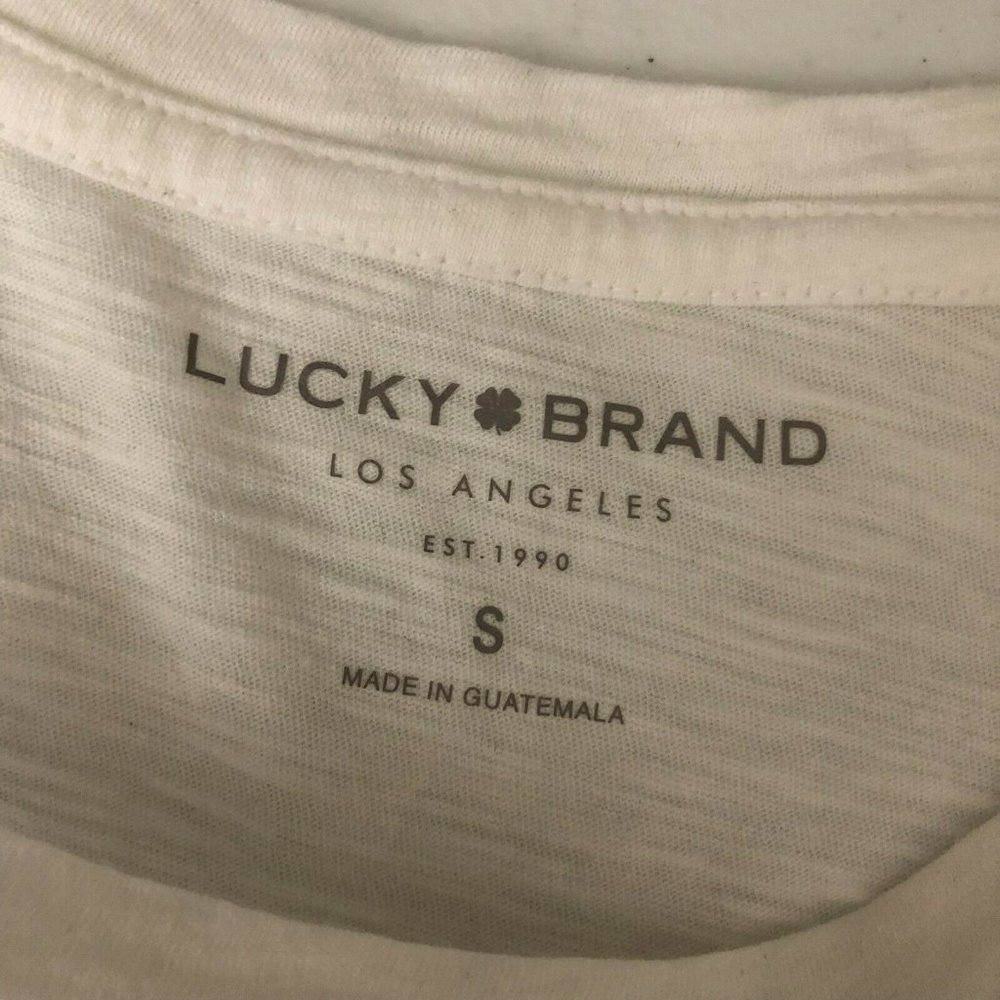 LUCKY BRAND
LOS ANGELES
EST. 1990
S
MADE IN GUATEMALA